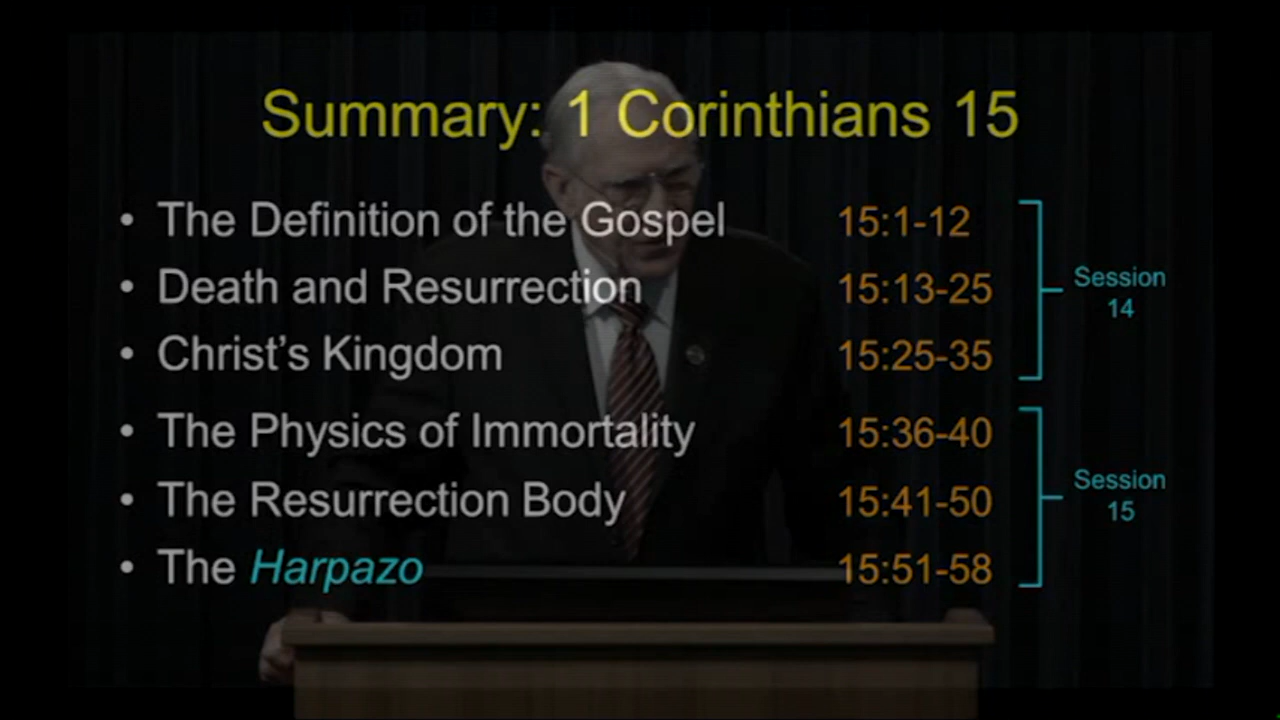 Summary: 1 Corinthians 15
• The Definition of the Gospel 15:1-12
• Death and Resurrection 15:13-25
• Christ's Kingdom 15:25-35
Session
14
• The Physics of Immortality 15:36-40
• The Resurrection Body 15:41-50
• The Harpazo 15:51-58
Session
15